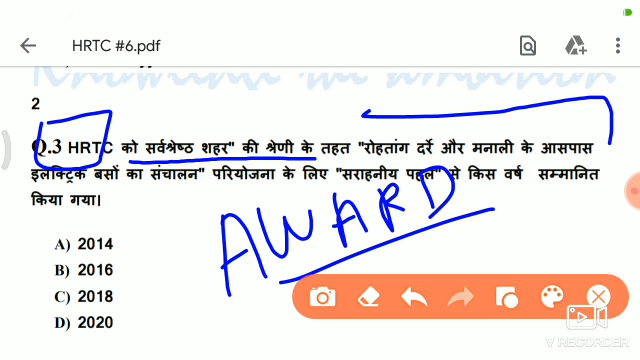 HRTC #6.pdf
2
Q.3 HRTC को सर्वश्रेष्ठ शहर" की श्रेणी के तहत "रोहतांग दर्रे और मनाली के आसपास
इलेक्ट्रिक बसों का संचालन" परियोजना के लिए "सराहनीय पहल" से किस वर्ष सम्मानित
किया गया।
AWARD
A) 2014
B) 2016
C) 2018
D) 2020
V RECORDER